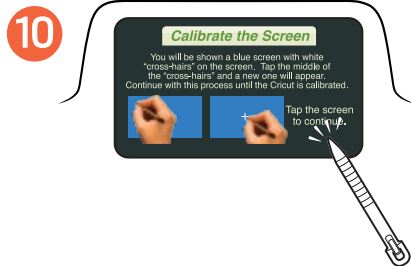 10
Calibrate the Screen
You will be shown a blue screen with white
“cross-hairs” on the screen. Tap the middle of
the “cross-hairs” and a new one will appear.
Continue with this process until the Cricut is calibrated.
Tap the screen
to continue.